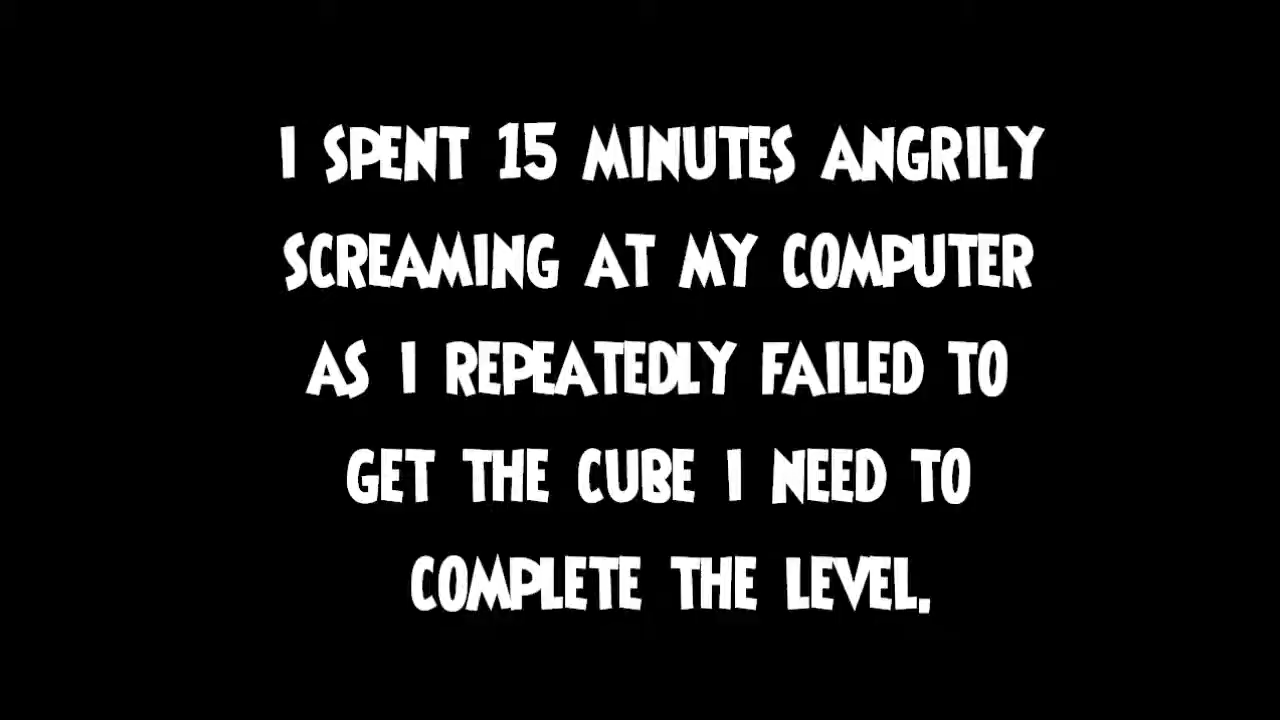 I SPENT 15 MINUTES ANGRILY
SCREAMING AT MY COMPUTER
AS I REPEATEDLY FAILED TO
GET THE CUBE I NEED TO
COMPLETE THE LEVEL.